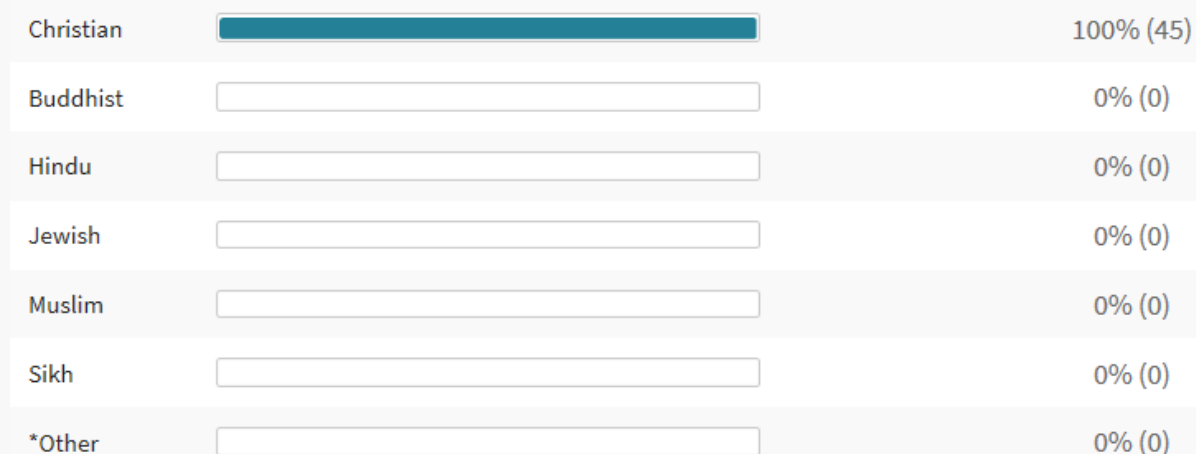 Christian 100% (45)
Buddhist 0% (0)
Hindu 0% (0)
Jewish 0% (0)
Muslim 0% (0)
Sikh 0% (0)
*Other 0% (0)